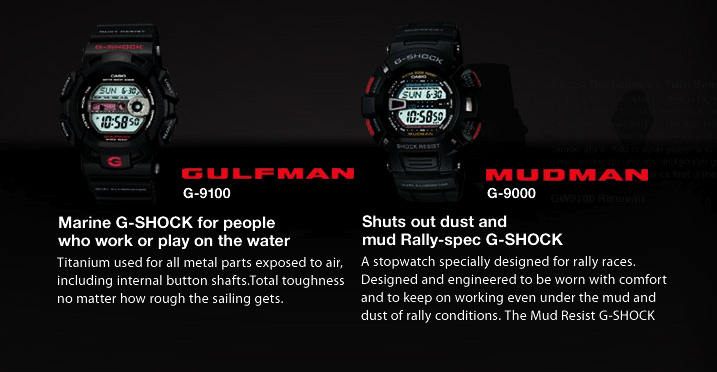 G-SHOCK
CASIO
SUN 6-30
10:58 50
G
GULFMAN
G-9100
Marine G-SHOCK for people
who work or play on the water
Titanium used for all metal parts exposed to air,
including internal button shafts.Total toughness
no matter how rough the sailing gets.
G-SHOCK
CASIO
SUN 6-30
10:58 50
MUDMAN
SHOCK RESIST
MUDMAN
G-9000
Shuts out dust and
mud Rally-spec G-SHOCK
A stopwatch specially designed for rally races.
Designed and engineered to be worn with comfort
and to keep on working even under the mud and
dust of rally conditions. The Mud Resist G-SHOCK